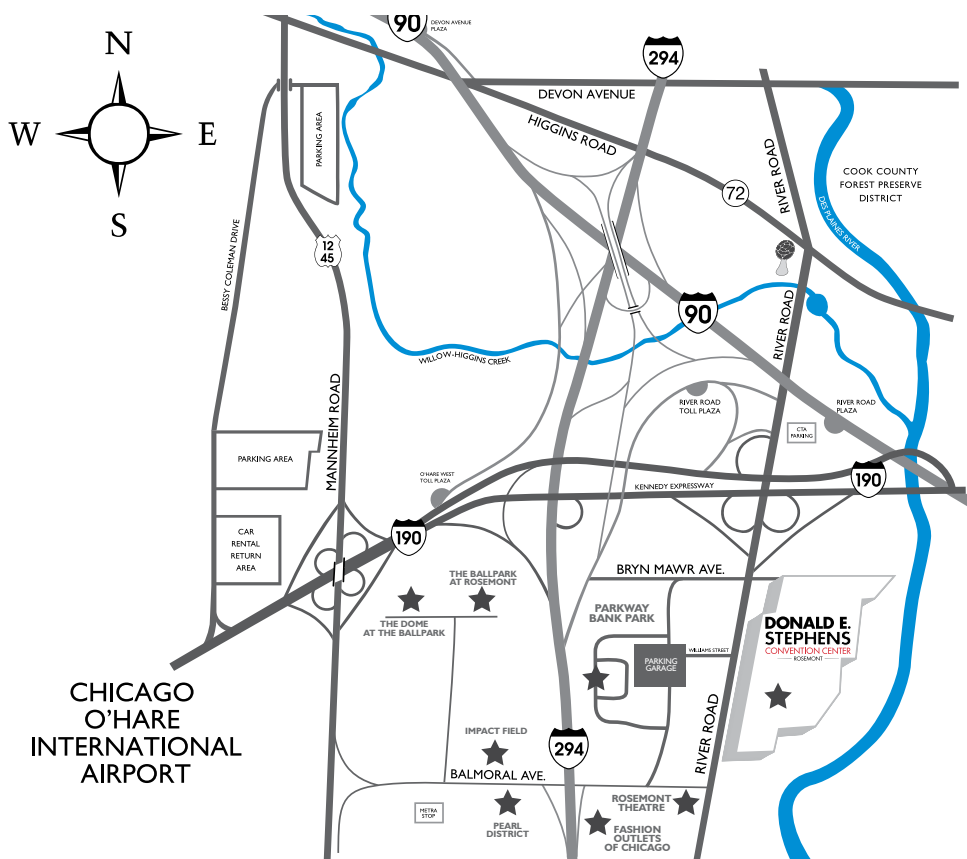 90
DEVON AVENUE
PLAZA
294
N
W
E
S
DEVON AVENUE
HIGGINS ROAD
PARKING AREA
RIVER ROAD
COOK COUNTY
FOREST PRESERVE
DISTRICT
72
DES PLAINES RIVER
12
45
BESSY COLEMAN DRIVE
90
RIVER ROAD
WILLOW-HIGGINS CREEK
MANNHEIM ROAD
RIVER ROAD
TOLL PLAZA
RIVER ROAD
PLAZA
CTA
PARKING
PARKING AREA
O'HARE WEST
TOLL PLAZA
190
KENNEDY EXPRESSWAY
CAR
RENTAL
RETURN
AREA
190
BRYN MAWR AVE.
THE BALLPARK
AT ROSEMONT
THE DOME
AT THE BALLPARK
PARKWAY
BANK PARK
DONALD E.
STEPHENS
CONVENTION CENTER
ROSEMONT
WILLIAMS STREET
PARKING
GARAGE
CHICAGO
O'HARE
INTERNATIONAL
AIRPORT
RIVER ROAD
IMPACT FIELD
294
BALMORAL AVE.
METRA
STOP
PEARL
DISTRICT
ROSEMONT
THEATRE
FASHION
OUTLETS
OF CHICAGO